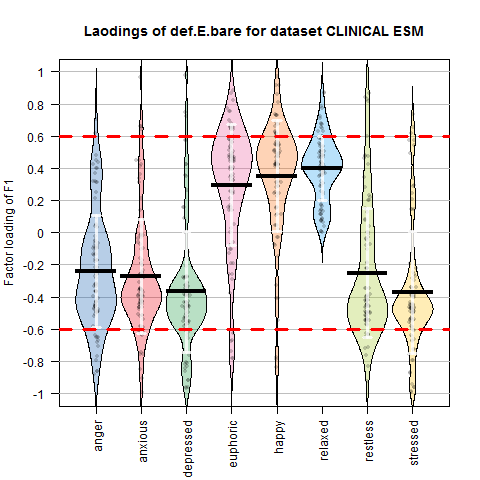 Laodings of def.E.bare for dataset CLINICAL ESM
Factor loading of F1
1
0.8
0.6
0.4
0.2
0
-0.2
-0.4
-0.6
-0.8
-1
anger
anxious
depressed
euphoric
happy
relaxed
restless
stressed